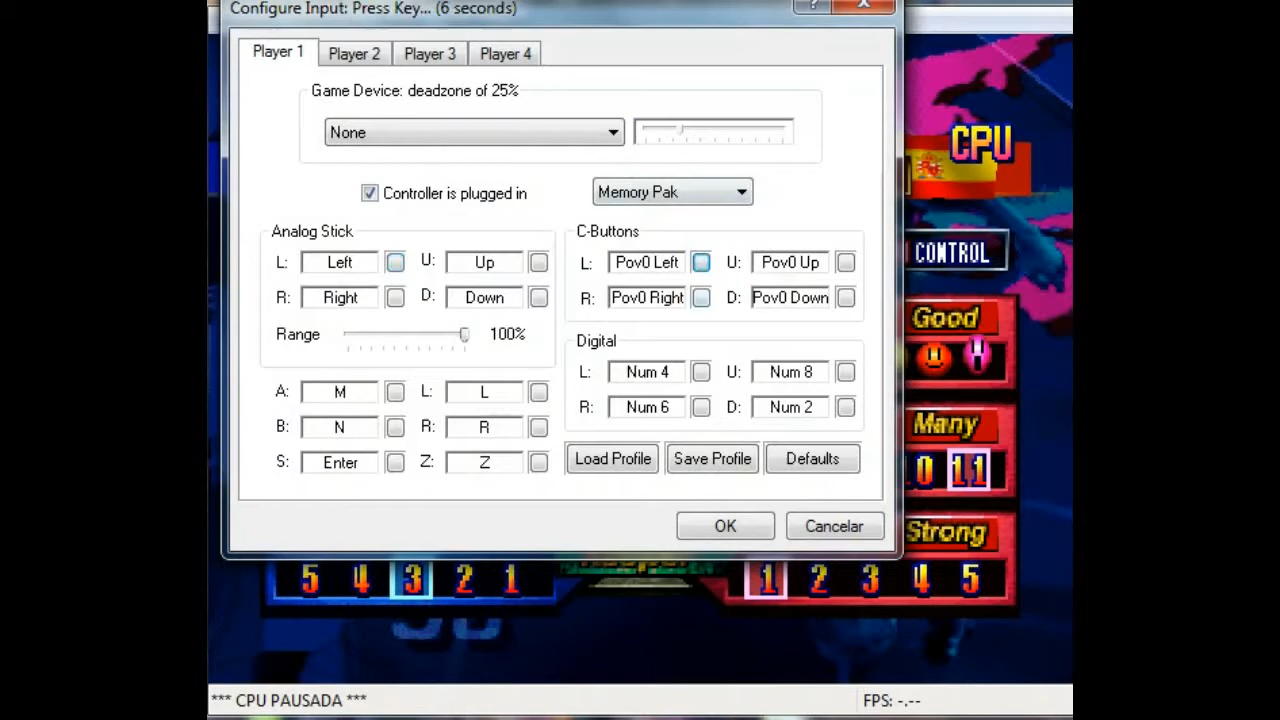 Configure Input: Press Key... (6 seconds)
?
X
Player 1
Player 2
Player 3
Player 4
Game Device: deadzone of 25%
None
CPU
Controller is plugged in
Memory Pak
Analog Stick
C-Buttons
L: Left
U: Up
L: Pov0 Left
U: Pov0 Up
CONTROL
R: Right
D: Down
R: Pov0 Right
D: Pov0 Down
Range
100%
Good
Digital
L: Num 4
U: Num 8
R: Num 6
D: Num 2
A: M
L: L
B: N
R: R
S: Enter
Z: Z
Many
11
Load Profile
Save Profile
Defaults
OK
Cancelar
Strong
5 4 3 2 1
1 2 3 4 5
*** CPU PAUSADA ***
FPS: -.--